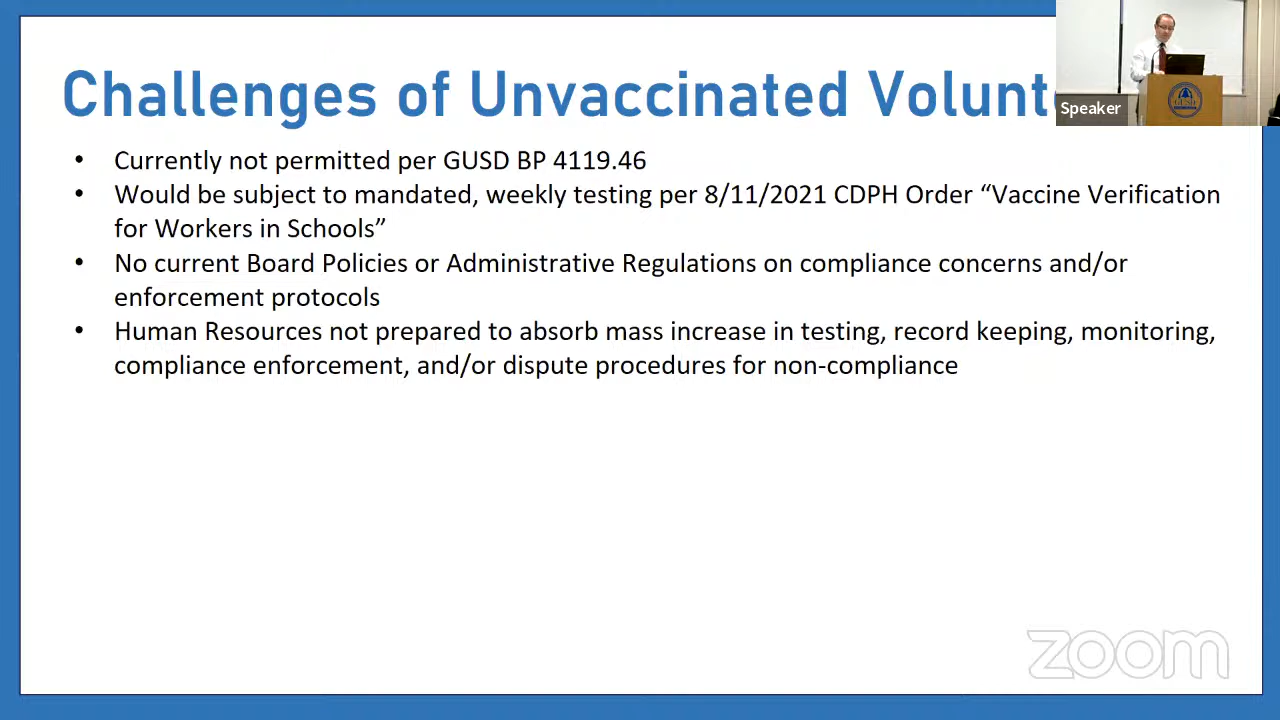 Challenges of Unvaccinated Volunt
Speaker
GUSD
• Currently not permitted per GUSD BP 4119.46
• Would be subject to mandated, weekly testing per 8/11/2021 CDPH Order “Vaccine Verification
for Workers in Schools”
• No current Board Policies or Administrative Regulations on compliance concerns and/or
enforcement protocols
• Human Resources not prepared to absorb mass increase in testing, record keeping, monitoring,
compliance enforcement, and/or dispute procedures for non-compliance
zoom